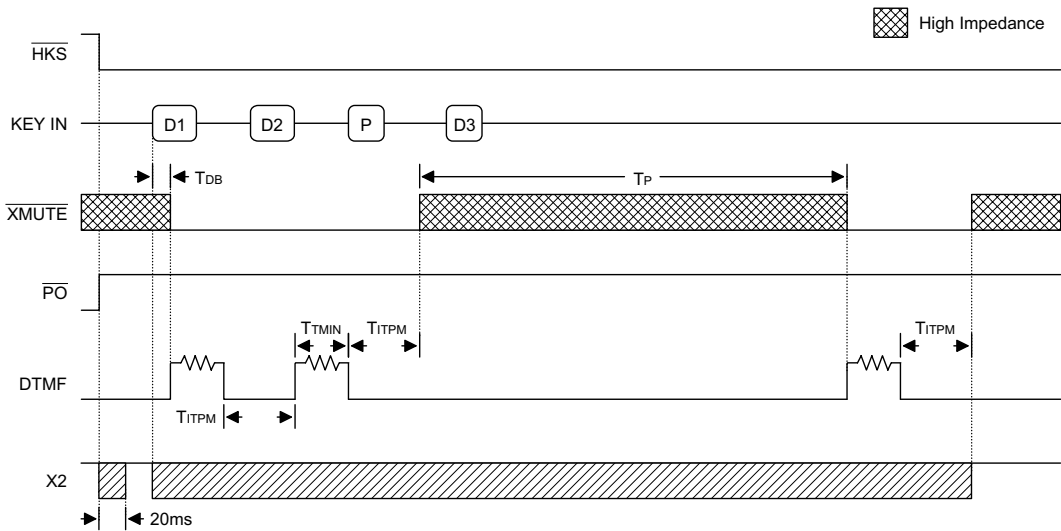 High Impedance
HKS
KEY IN
D1
D2
P
D3
TDB
TP
XMUTE
PO
TTMIN
TITPM
TITPM
DTMF
TITPM
X2
20ms